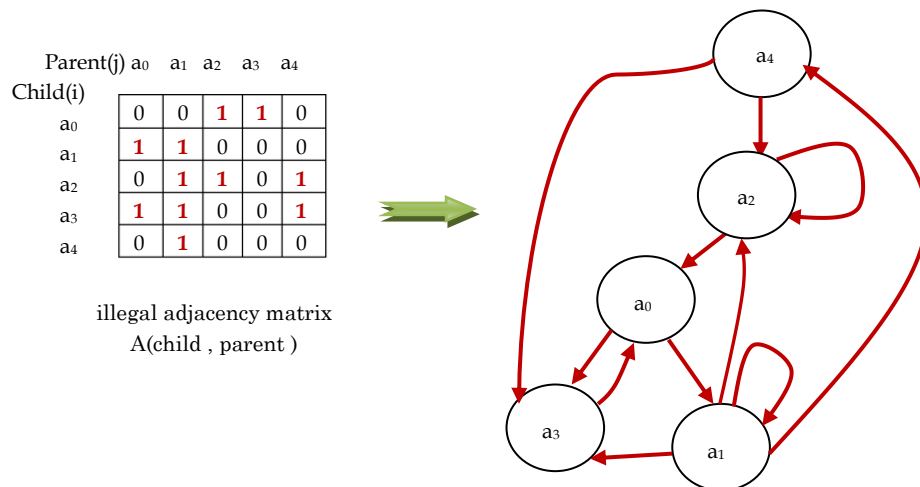 Parent(j) a0 a1 a2 a3 a4
Child(i)
a0 0 0 1 1 0
a1 1 1 0 0 0
a2 0 1 1 0 1
a3 1 1 0 0 1
a4 0 1 0 0 0
illegal adjacency matrix
A(child , parent )
a4
a2
a0
a3
a1